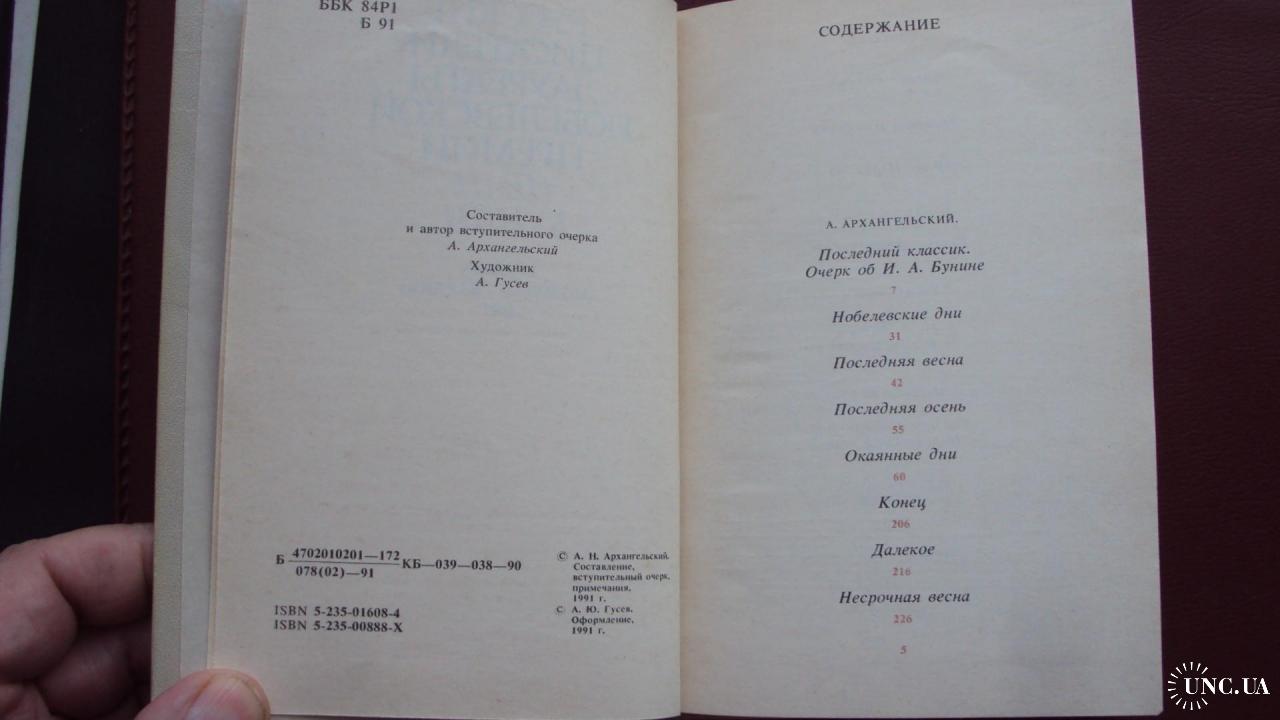 ББК 84Р1
Б 91
Составитель
и автор вступительного очерка
А. Архангельский
Художник
А. Гусев
Б 4702010201—172 КБ—039—038—90
078(02)—91
ISBN 5-235-01608-4
ISBN 5-235-00888-X
© А. Н. Архангельский.
Составление,
вступительный очерк,
примечания,
1991 г.
© А. Ю. Гусев.
Оформление,
1991 г.
СОДЕРЖАНИЕ
А. АРХАНГЕЛЬСКИЙ.
Последний классик.
Очерк об И. А. Бунине
7
Нобелевские дни
31
Последняя весна
42
Последняя осень
55
Окаянные дни
60
Конец
206
Далекое
216
Несрочная весна
226
5
UNC.UA